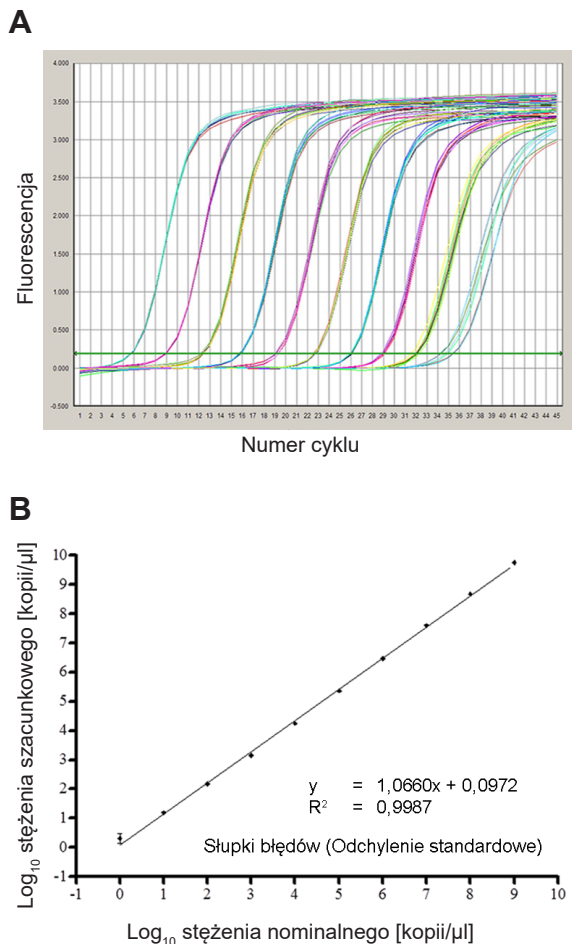 A
4.000
3.500
3.000
2.500
2.000
1.500
1.000
0.500
0.000
-0.500
Fluorescencja
1 2 3 4 5 6 7 8 9 10 11 12 13 14 15 16 17 18 19 20 21 22 23 24 25 26 27 28 29 30 31 32 33 34 35 36 37 38 39 40 41 42 43 44 45
Numer cyklu
B
Log10 stężenia szacunkowego [kopii/µl]
10
9
8
7
6
5
4
3
2
1
0
-1
y = 1,0660x + 0,0972
R² = 0,9987
Słupki błędów (Odchylenie standardowe)
-1 0 1 2 3 4 5 6 7 8 9 10
Log10 stężenia nominalnego [kopii/µl]